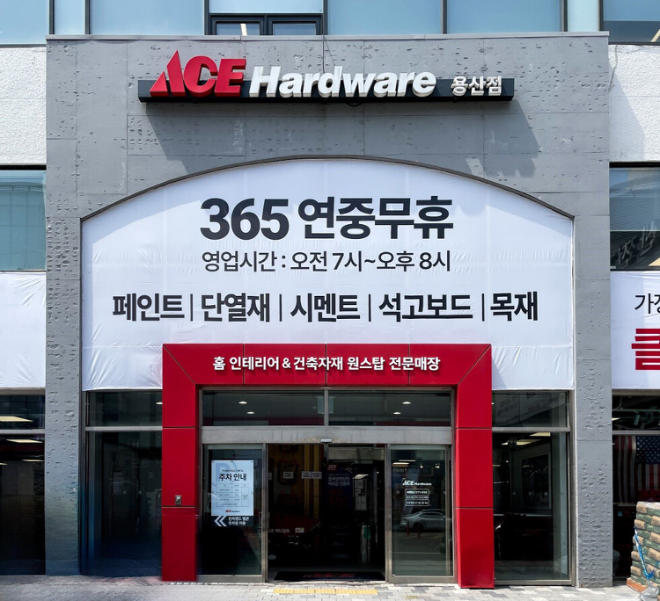 ACE Hardware 용산점
365 연중무휴
영업시간 : 오전 7시~오후 8시
페인트 | 단열재 | 시멘트 | 석고보드 | 목재
가
홈 인테리어 & 건축자재 원스탑 전문매장
주차 안내
ACE Hardware